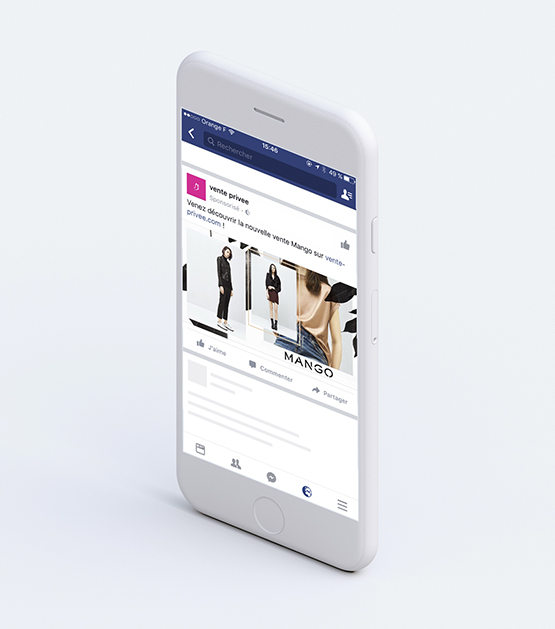 Orange F
15:46
49 %
Rechercher
vente privee
Sponsorisé
Venez découvrir la nouvelle vente Mango sur vente-
privee.com !
MANGO
J'aime
Commenter
Partager